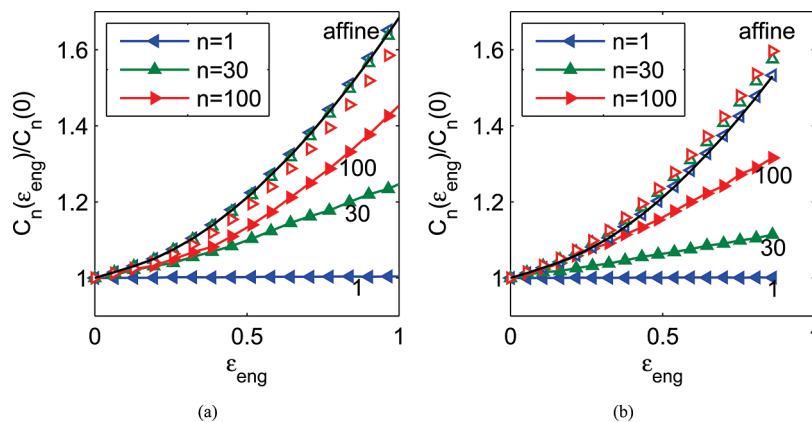 affine
n=1
n=30
n=100
1.6
1.4
1.2
1
100
30
1
0
0.5
1
ε_eng
C_n(ε_eng)/C_n(0)
(a)
affine
n=1
n=30
n=100
1.6
1.4
1.2
1
100
30
1
0
0.5
1
ε_eng
C_n(ε_eng)/C_n(0)
(b)